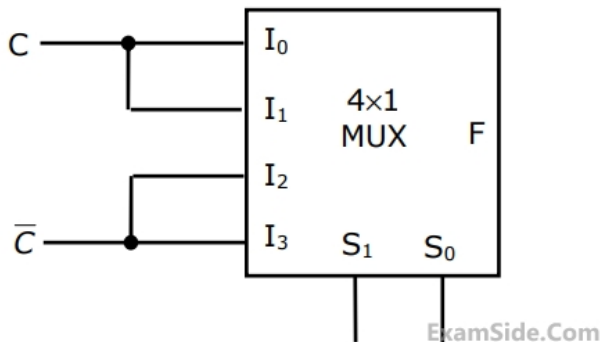 C
I₀
I₁
4×1
MUX
F
I₂
C̅
I₃
S₁
S₀
ExamSide.Com